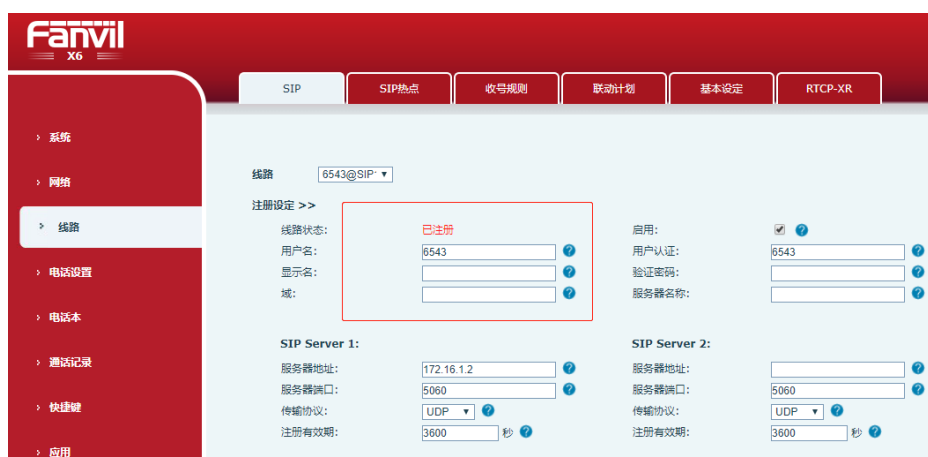 Fanvil
X6
SIP SIP热点 收号规则 联动计划 基本设定 RTCP-XR
系统
网络
线路
电话设置
电话本
通话记录
快捷键
应用
线路 6543@SIP
注册设定 >>
线路状态: 已注册 启用:
用户名: 6543 用户认证: 6543
显示名: 验证密码:
域: 服务器名称:
SIP Server 1: SIP Server 2:
服务器地址: 172.16.1.2 服务器地址:
服务器端口: 5060 服务器端口: 5060
传输协议: UDP 传输协议: UDP
注册有效期: 3600 秒 注册有效期: 3600 秒